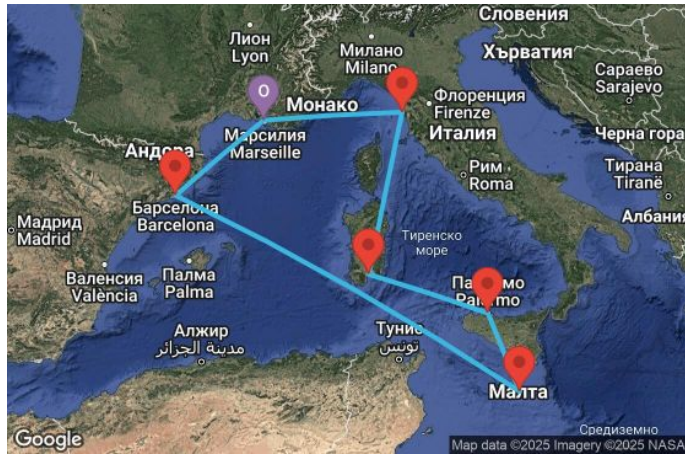 Словения
Лион
Lyon
Милано
Milano
Хърватия
Сараево
Sarajevo
O
Монако
Флоренция
Firenze
Марсилия
Marseille
Италия
Черна гора
Андора
Рим
Roma
Тирана
Tiranë
Барселона
Barcelona
Албания
Мадрид
Madrid
Тиренско
море
Валенсия
València
Палма
Palma
Алжир
مدينة الجزائر
Тунис
تونس
Малта
Средиземно
Google
Map data ©2025 Imagery ©2025 NASA